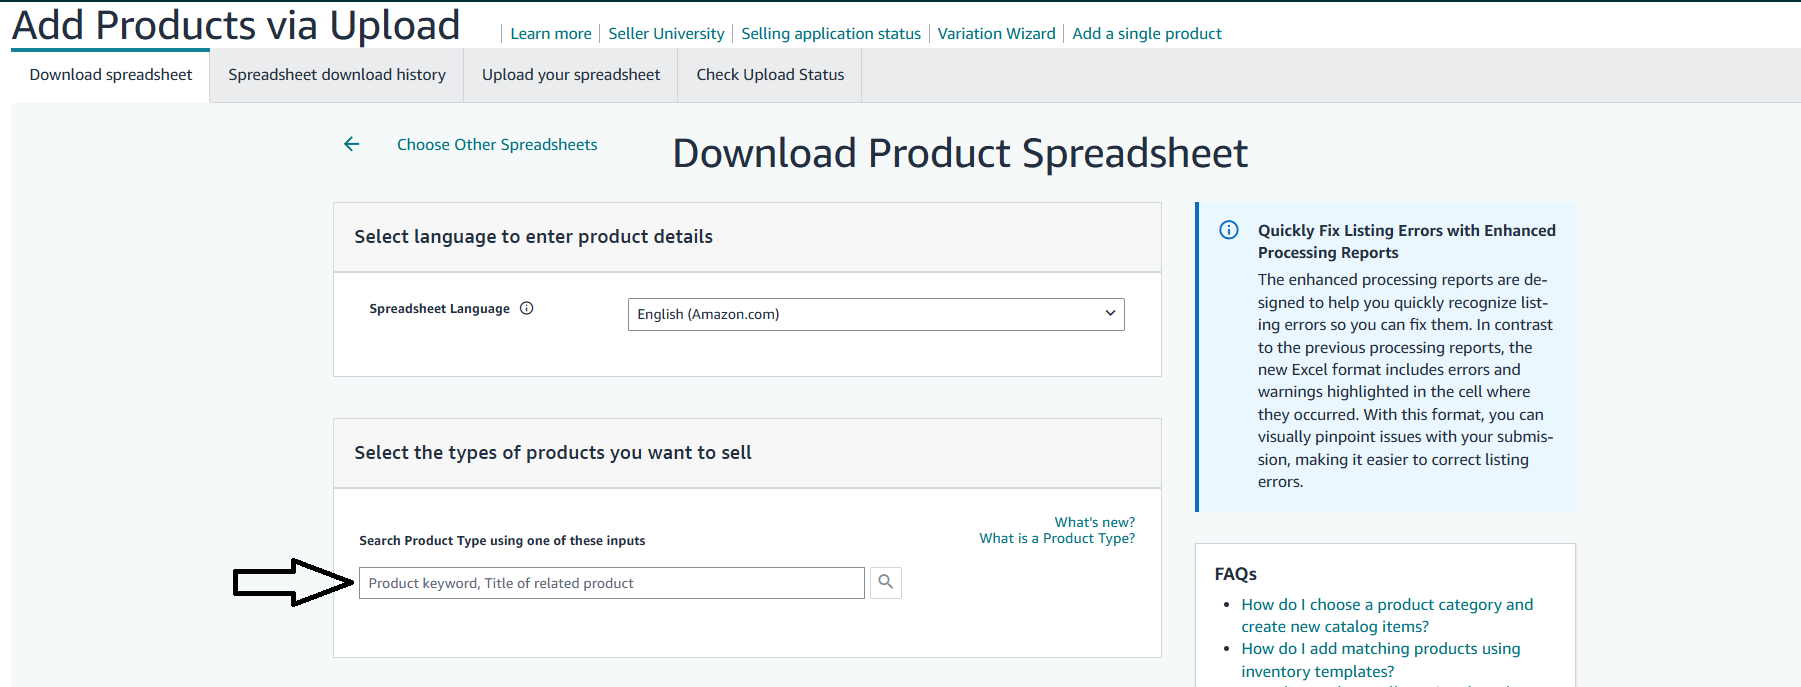 Add Products via Upload
Learn more | Seller University | Selling application status | Variation Wizard | Add a single product
Download spreadsheet
Spreadsheet download history
Upload your spreadsheet
Check Upload Status
Choose Other Spreadsheets
Download Product Spreadsheet
Select language to enter product details
Spreadsheet Language
English (Amazon.com)
Select the types of products you want to sell
What's new?
What is a Product Type?
Search Product Type using one of these inputs
Product keyword, Title of related product
Quickly Fix Listing Errors with Enhanced
Processing Reports
The enhanced processing reports are de-
signed to help you quickly recognize list-
ing errors so you can fix them. In contrast
to the previous processing reports, the
new Excel format includes errors and
warnings highlighted in the cell where
they occurred. With this format, you can
visually pinpoint issues with your submis-
sion, making it easier to correct listing
errors.
FAQs
• How do I choose a product category and
create new catalog items?
• How do I add matching products using
inventory templates?